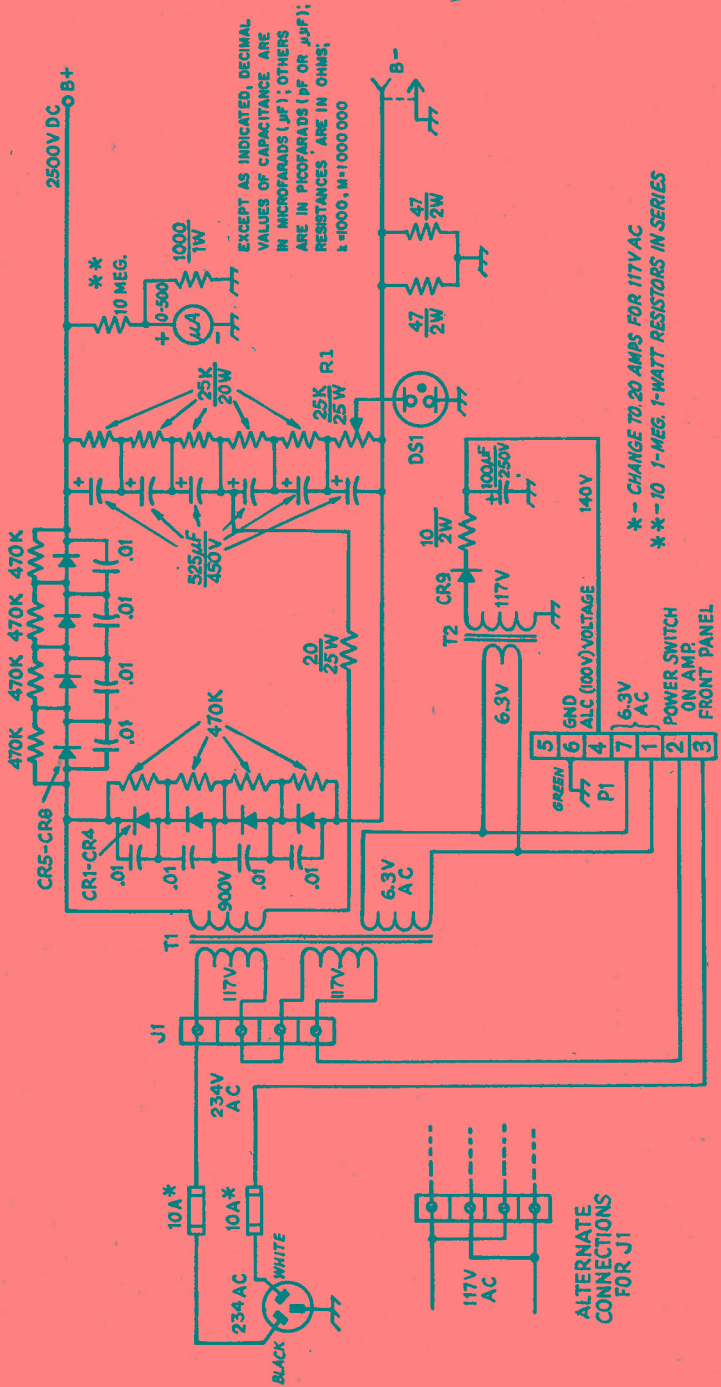 BLACK
234 AC
WHITE
10A*
10A*
234V
AC
J1
117V
117V
T1
900V
6.3V
AC
CR5-CR8
CR1-CR4
.01
.01
.01
.01
470K
470K
470K
470K
470K
.01
.01
.01
.01
20
25W
525µF
450V
25K
20W
25K
25W
R1
DS1
**
10 MEG.
0-500
+
µA
-
1000
1W
2500V DC
B+
EXCEPT AS INDICATED, DECIMAL
VALUES OF CAPACITANCE ARE
IN MICROFARADS (µF); OTHERS
ARE IN PICOFARADS (pF OR µµF);
RESISTANCES ARE IN OHMS;
k=1000, M=1000 000
47
2W
47
2W
B-
6.3V
T2
117V
CR9
10
2W
+
100µF
250V
140V
GREEN
P1
5
6
4
7
1
2
3
GND
ALC (100V) VOLTAGE
6.3V
AC
POWER SWITCH
ON AMP.
FRONT PANEL
117V
AC
ALTERNATE
CONNECTIONS
FOR J1
* - CHANGE TO 20 AMPS FOR 117V AC
** - 10 1-MEG. 1-WATT RESISTORS IN SERIES